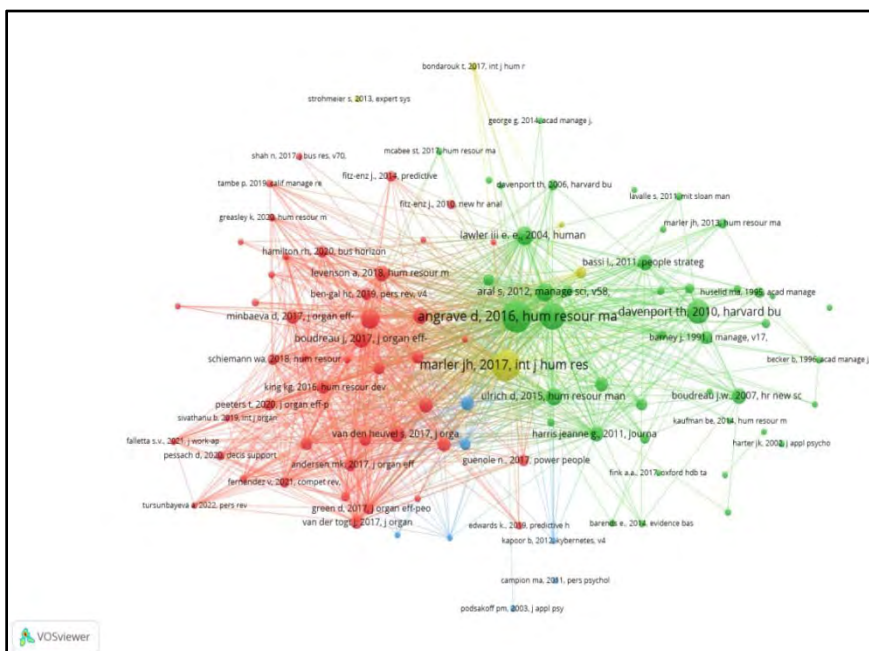 bondarouk t, 2017, int j hum r
strohmeier s, 2013, expert sys
george g, 2014, acad manage j.
mcabee st, 2017, hum resour ma
shah n, 2017, j bus res, v70,
fitz-enz j., 2014, predictive
tambe p, 2019, calif manage re
davenport th, 2006, harvard bu
lavalle s, 2011, mit sloan man
fitz-enz j., 2010, new hr anal
greasley k, 2020, hum resour m
marler jh, 2013, hum resour ma
lawler iii e. e., 2004, human
hamilton rh, 2020, bus horizon
bassi l., 2011, people strateg
levenson a, 2018, hum resour m
ben-gal hc, 2019, pers rev, v4
aral s, 2012, manage sci, v58,
huselid ma, 1995, acad manage
minbaeva d, 2017, j organ eff-
angrave d, 2016, hum resour ma
davenport th, 2010, harvard bu
boudreau j, 2017, j organ eff-
barney j, 1991, j manage, v17,
schiemann wa, 2018, hum resour
becker b, 1996, acad manage j
marler jh, 2017, int j hum res
king kg, 2016, hum resour dev
ulrich d, 2015, hum resour man
boudreau j.w., 2007, hr new sc
peeters t, 2020, j organ eff-p
kaufman be, 2014, hum resour m
sivathanu b, 2019, int j organ
van den heuvel s, 2017, j orga
harris jeanne g., 2011, journa
falletta s.v., 2021, j work-ap
harter jk, 2002, j appl psycho
pessach d, 2020, decis support
andersen mk, 2017, j organ eff
guenole n., 2017, power people
fink a.a., 2017, oxford hdb ta
fernandez v, 2021, compet rev,
tursunbayeva a, 2022, pers rev
green d, 2017, j organ eff-peo
van der togt j, 2017, j organ
edwards k., 2019, predictive h
barends e., 2014, evidence bas
kapoor b, 2012, kybernetes, v4
campion ma, 2011, pers psychol
podsakoff pm, 2003, j appl psy
VOSviewer